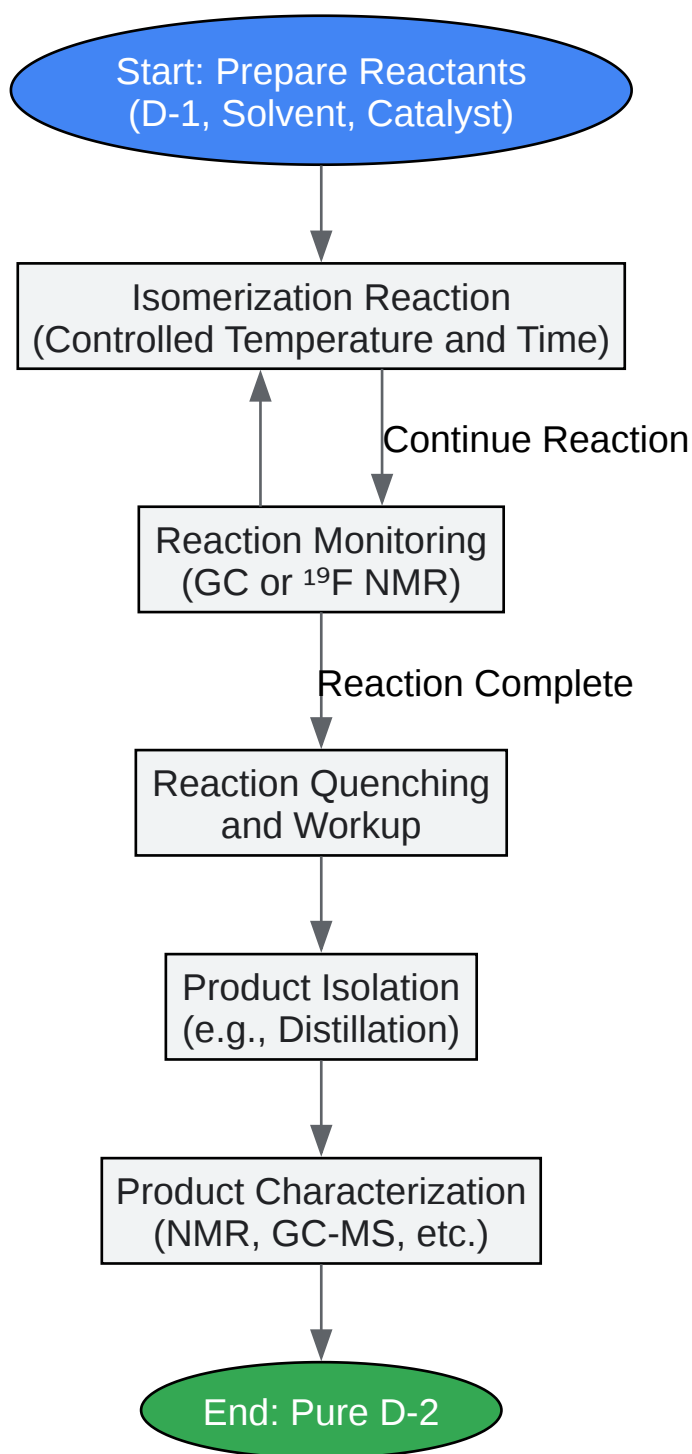 Start: Prepare Reactants
(D-1, Solvent, Catalyst)
Isomerization Reaction
(Controlled Temperature and Time)
Continue Reaction
Reaction Monitoring
(GC or ¹⁹F NMR)
Reaction Complete
Reaction Quenching
and Workup
Product Isolation
(e.g., Distillation)
Product Characterization
(NMR, GC-MS, etc.)
End: Pure D-2